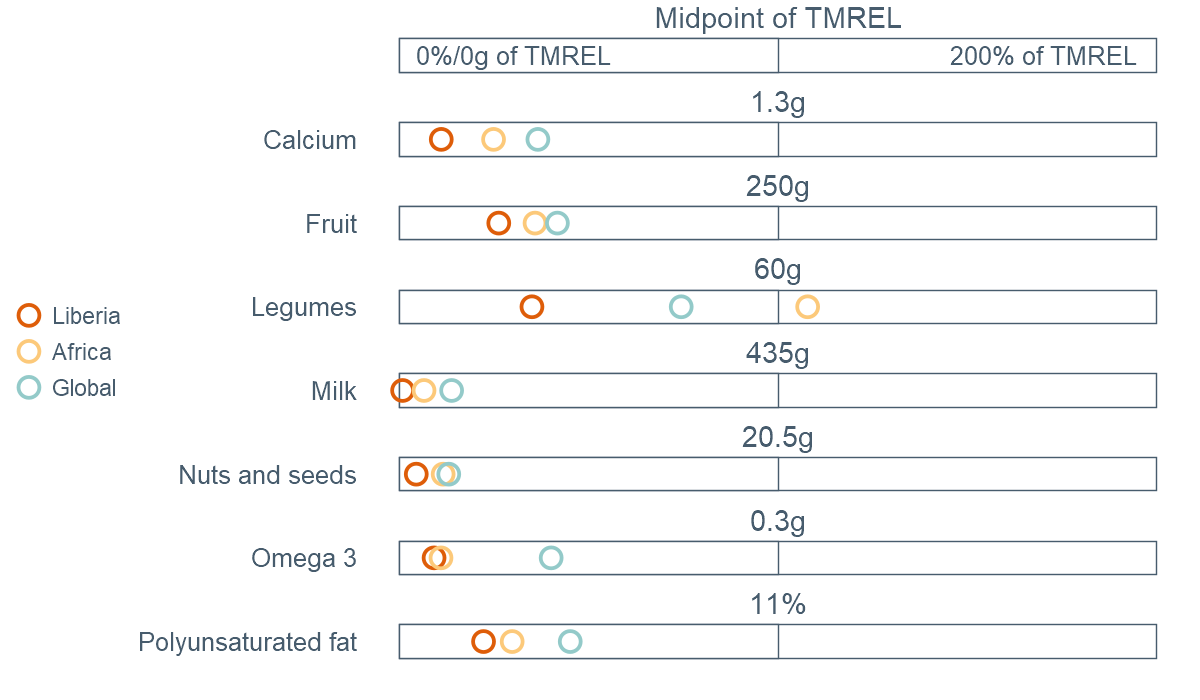 Midpoint of TMREL
0%/0g of TMREL 200% of TMREL
1.3g
Calcium
250g
Fruit
60g
Legumes
435g
Milk
20.5g
Nuts and seeds
0.3g
Omega 3
11%
Polyunsaturated fat
Liberia
Africa
Global